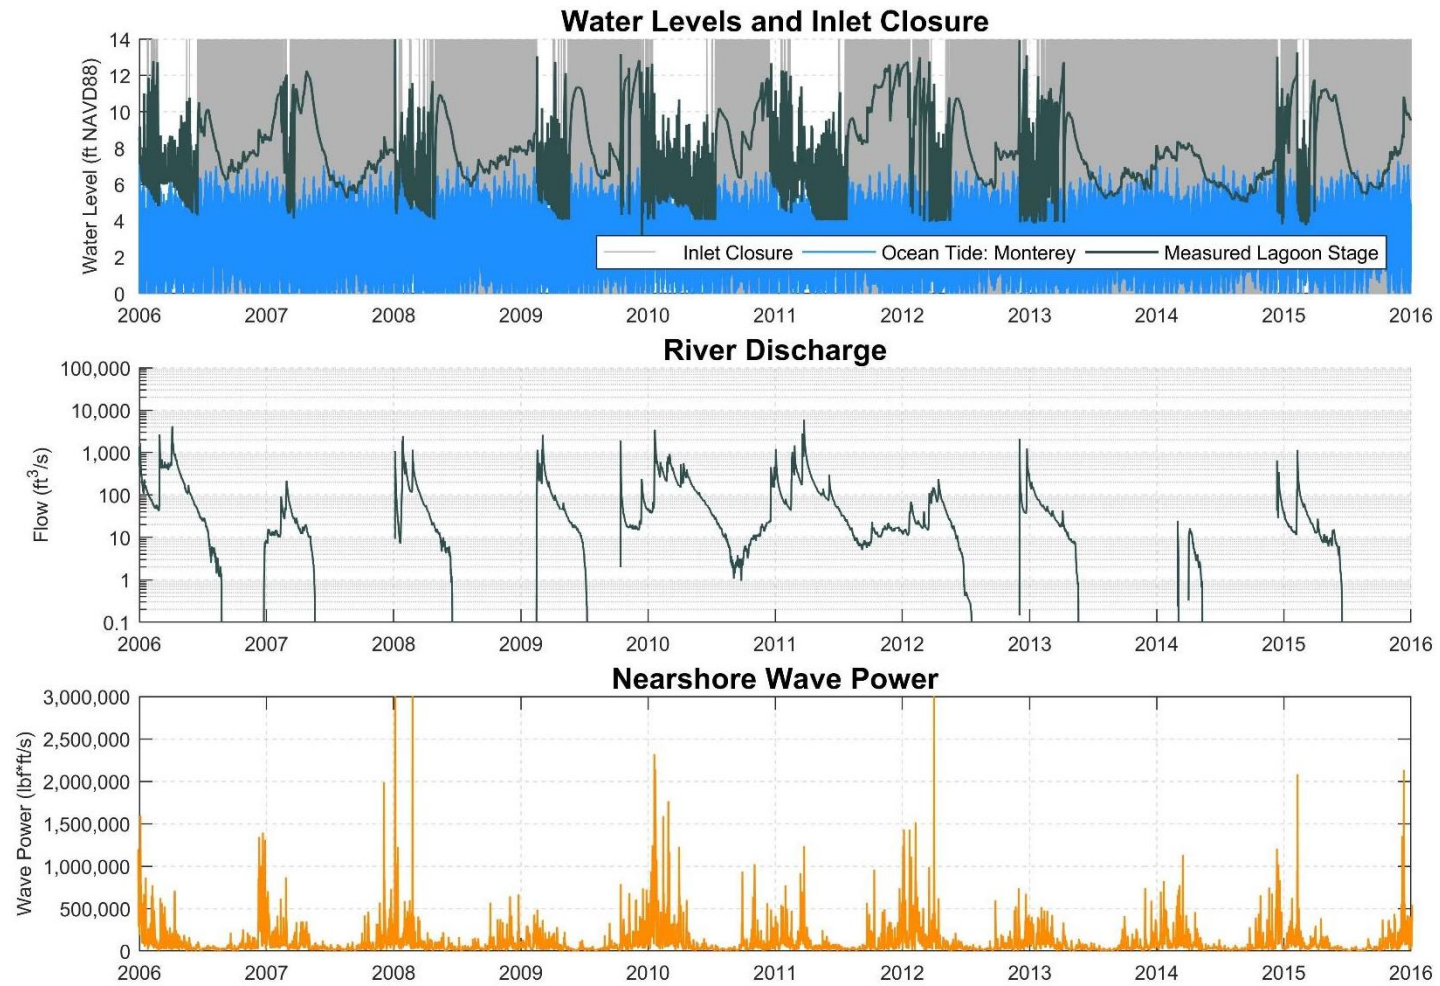 Water Levels and Inlet Closure
Water Level (ft NAVD88)
14
12
10
8
6
4
2
0
Inlet Closure
Ocean Tide: Monterey
Measured Lagoon Stage
2006 2007 2008 2009 2010 2011 2012 2013 2014 2015 2016
River Discharge
Flow (ft³/s)
100,000
10,000
1,000
100
10
1
0.1
2006 2007 2008 2009 2010 2011 2012 2013 2014 2015 2016
Nearshore Wave Power
Wave Power (lbf*ft/s)
3,000,000
2,500,000
2,000,000
1,500,000
1,000,000
500,000
0
2006 2007 2008 2009 2010 2011 2012 2013 2014 2015 2016